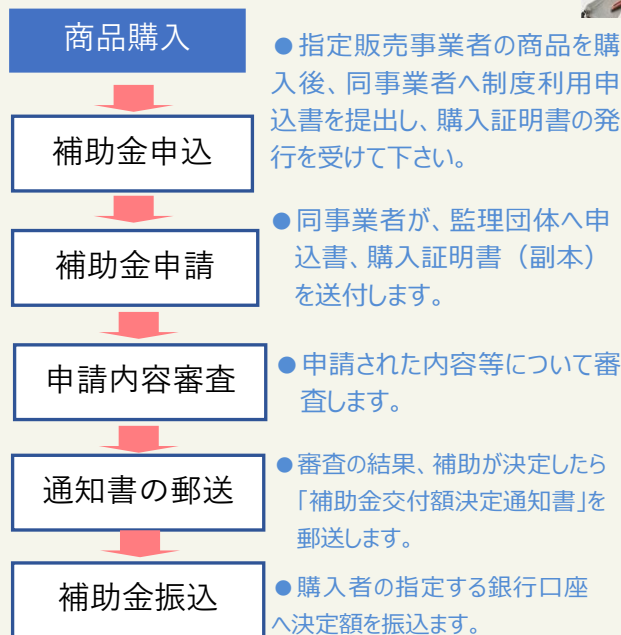 商品購入
●指定販売事業者の商品を購
入後、同事業者へ制度利用申
込書を提出し、購入証明書の発
行を受けて下さい。
補助金申込
●同事業者が、監理団体へ申
込書、購入証明書（副本）
を送付します。
補助金申請
●申請された内容等について審
査します。
申請内容審査
●審査の結果、補助が決定したら
「補助金交付額決定通知書」を
郵送します。
通知書の郵送
●購入者の指定する銀行口座
へ決定額を振込ます。
補助金振込